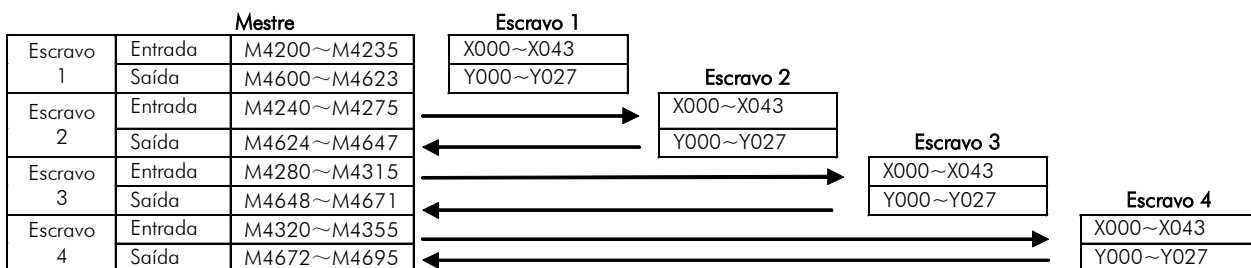 Mestre Escravo 1
Escravo 1 Entrada M4200~M4235 X000~X043
Saída M4600~M4623 Y000~Y027 Escravo 2
Escravo 2 Entrada M4240~M4275 X000~X043
Saída M4624~M4647 Y000~Y027 Escravo 3
Escravo 3 Entrada M4280~M4315 X000~X043
Saída M4648~M4671 Y000~Y027 Escravo 4
Escravo 4 Entrada M4320~M4355 X000~X043
Saída M4672~M4695 Y000~Y027